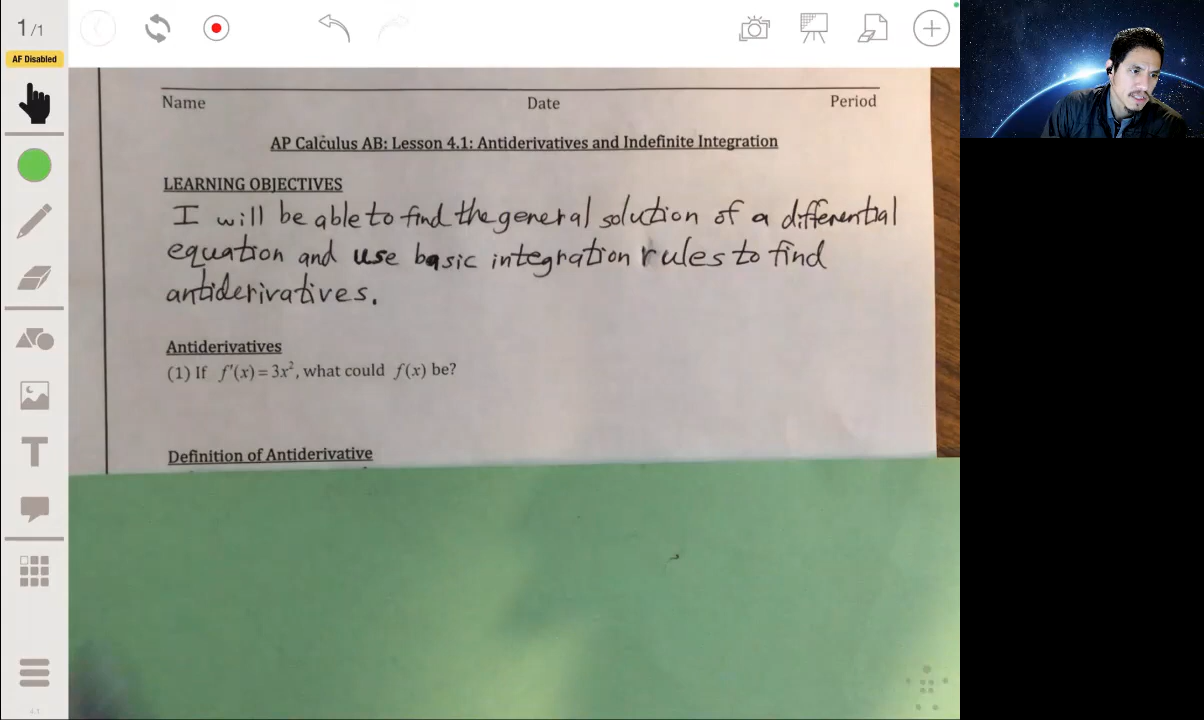 1/1
AF Disabled
Name Date Period
AP Calculus AB: Lesson 4.1: Antiderivatives and Indefinite Integration
LEARNING OBJECTIVES
I will be able to find the general solution of a differential
equation and use basic integration rules to find
antiderivatives.
Antiderivatives
(1) If f'(x) = 3x², what could f(x) be?
Definition of Antiderivative
T
4.1